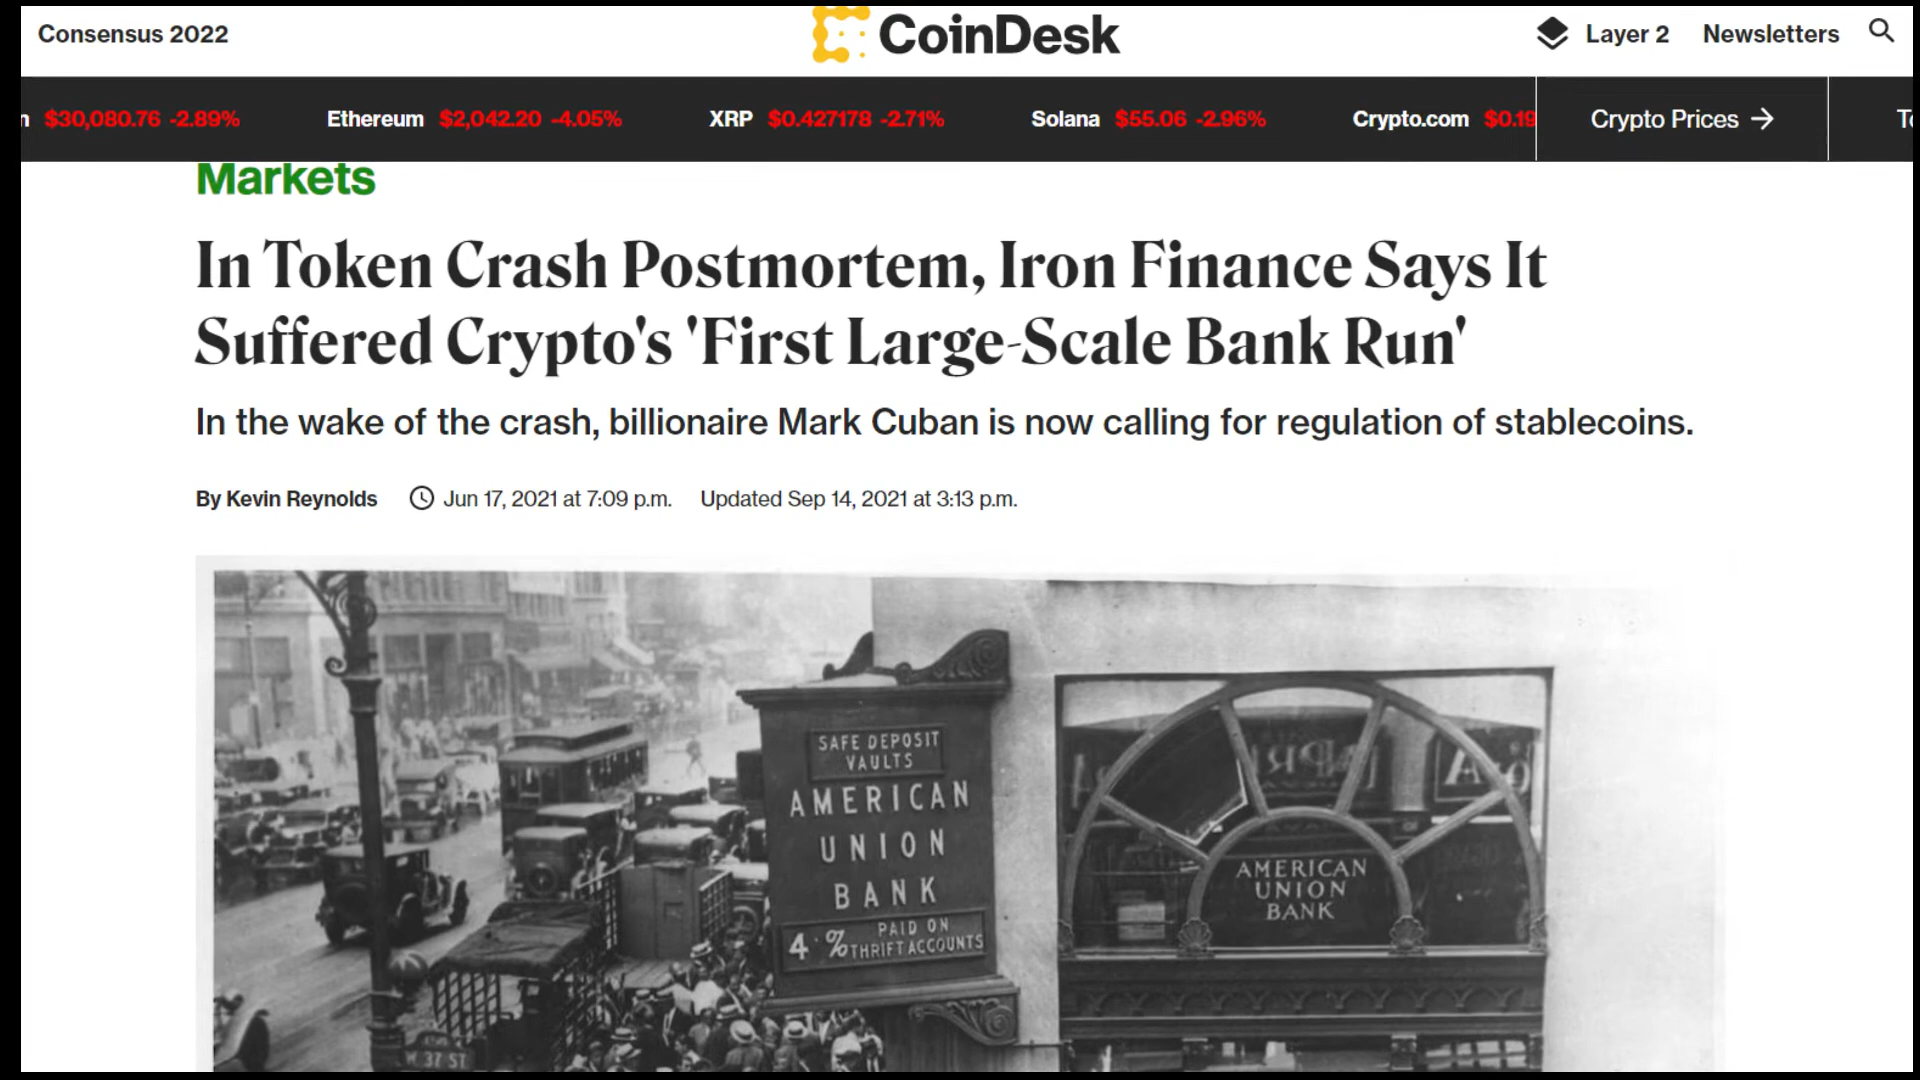 Consensus 2022
CoinDesk
Layer 2
Newsletters
n $30,080.76 -2.89%
Ethereum $2,042.20 -4.05%
XRP $0.427178 -2.71%
Solana $55.06 -2.96%
Crypto.com $0.19
Crypto Prices →
Markets
In Token Crash Postmortem, Iron Finance Says It
Suffered Crypto's 'First Large-Scale Bank Run'
In the wake of the crash, billionaire Mark Cuban is now calling for regulation of stablecoins.
By Kevin Reynolds
Jun 17, 2021 at 7:09 p.m.
Updated Sep 14, 2021 at 3:13 p.m.
SAFE DEPOSIT
VAULTS
AMERICAN
UNION
BANK
PAID ON
4% THRIFT ACCOUNTS
AMERICAN
UNION
BANK
W 37 ST